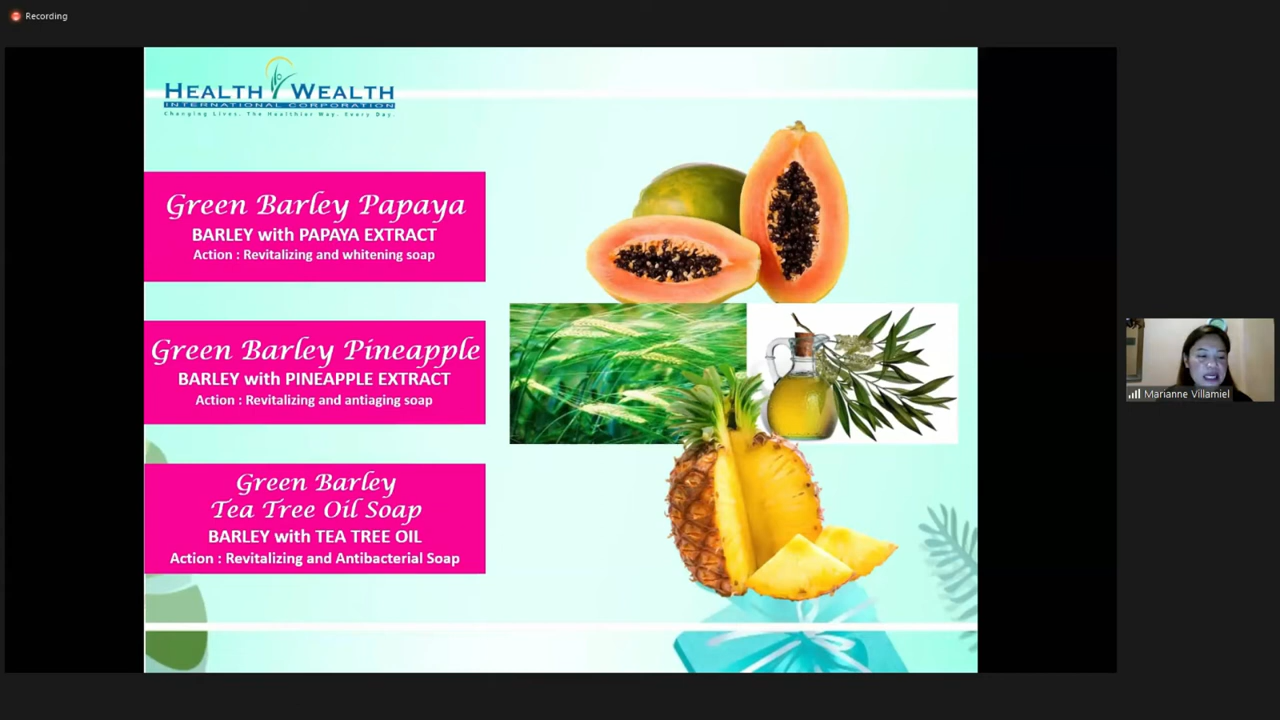 Recording
HEALTH WEALTH
INTERNATIONAL CORPORATION
Changing Lives. The Healthier Way. Every Day.
Green Barley Papaya
BARLEY with PAPAYA EXTRACT
Action : Revitalizing and whitening soap
Green Barley Pineapple
BARLEY with PINEAPPLE EXTRACT
Action : Revitalizing and antiaging soap
Green Barley
Tea Tree Oil Soap
BARLEY with TEA TREE OIL
Action : Revitalizing and Antibacterial Soap
Marianne Villamiel